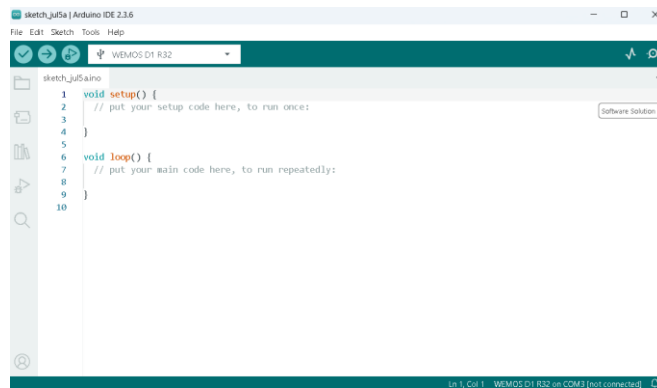 sketch_jul5a | Arduino IDE 2.3.6
File Edit Sketch Tools Help
WEMOS D1 R32
sketch_jul5a.ino
1 void setup() {
2 // put your setup code here, to run once:
3
4 }
5
6 void loop() {
7 // put your main code here, to run repeatedly:
8
9 }
10
Software Solution
Ln 1, Col 1 WEMOS D1 R32 on COM3 [not connected]